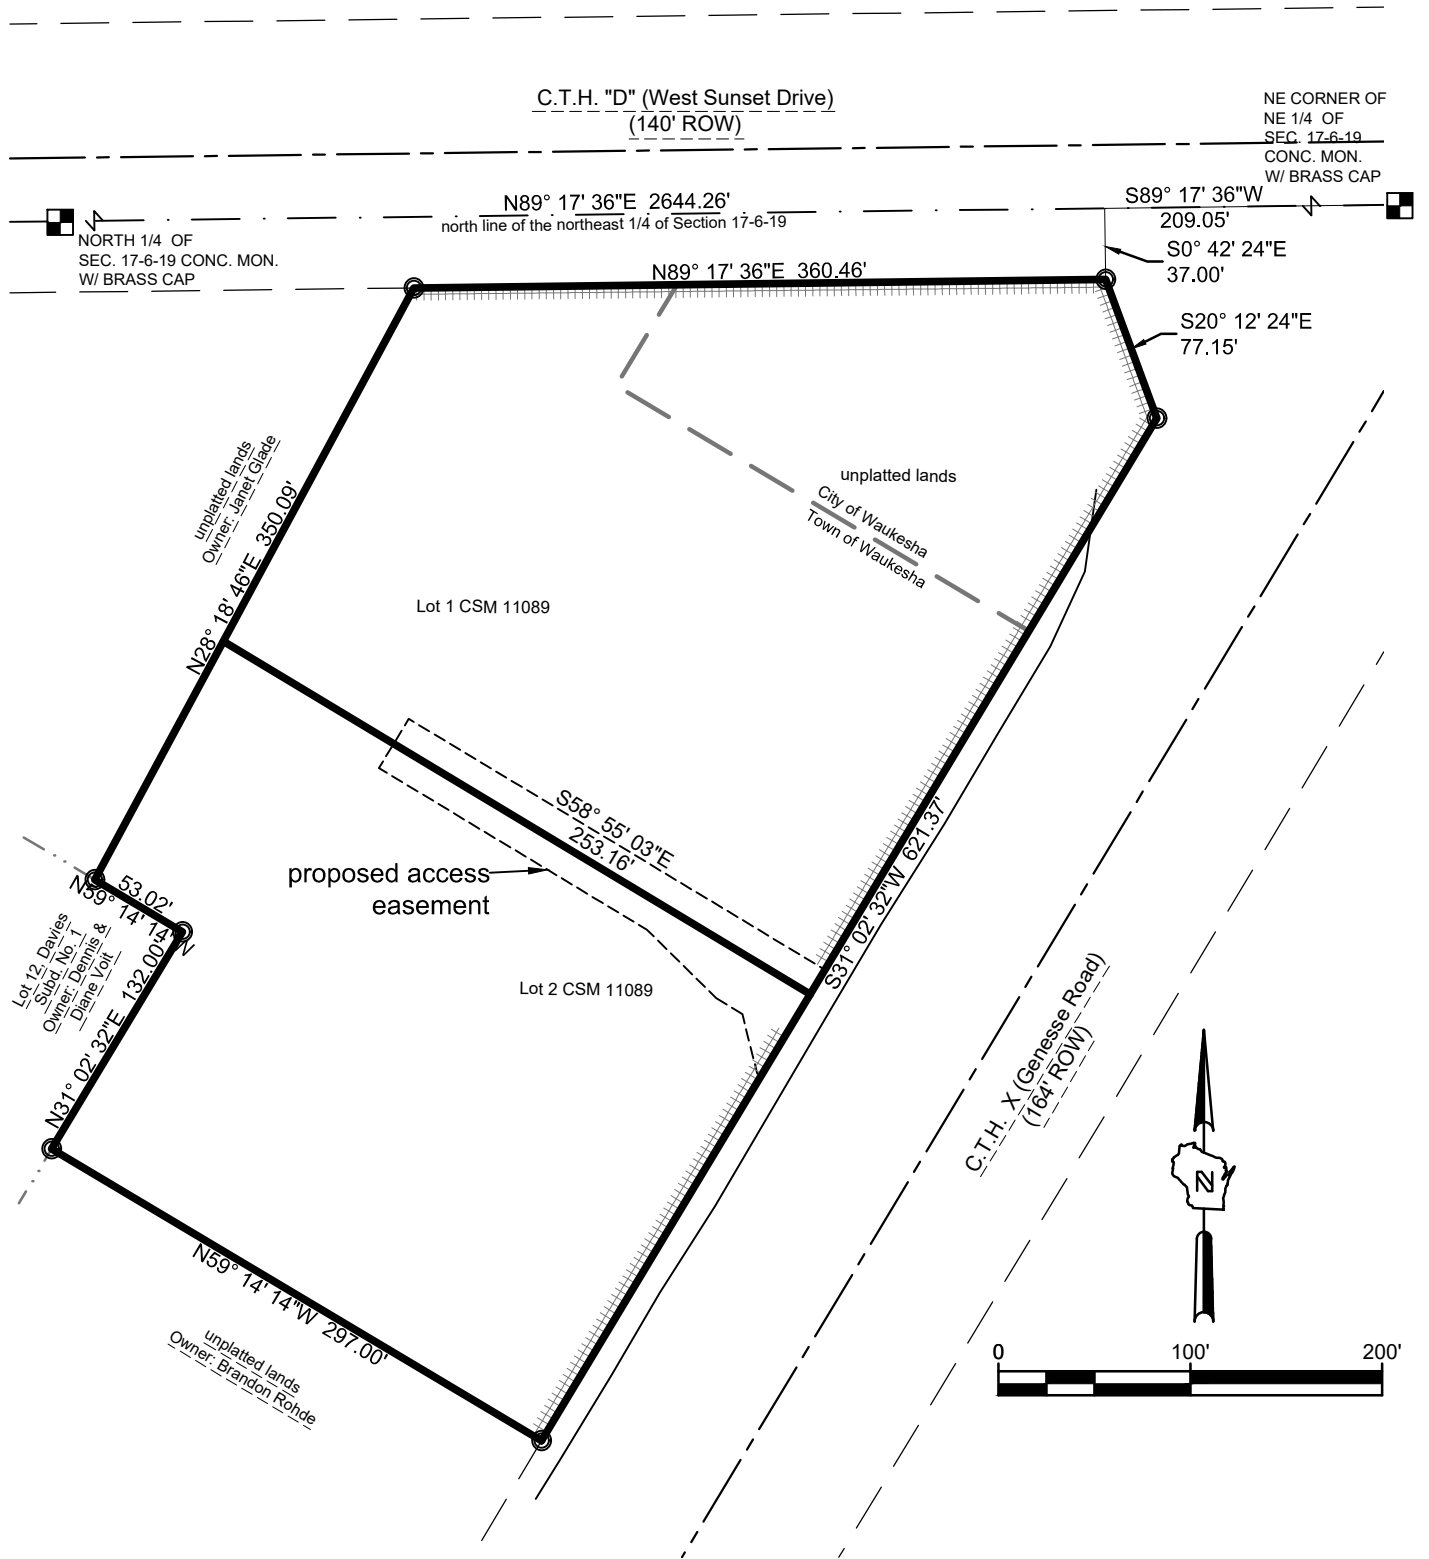 C.T.H. "D" (West Sunset Drive)
(140' ROW)
NE CORNER OF
NE 1/4 OF
SEC. 17-6-19
CONC. MON.
W/ BRASS CAP
N89° 17' 36"E 2644.26'
north line of the northeast 1/4 of Section 17-6-19
S89° 17' 36"W
209.05'
NORTH 1/4 OF
SEC. 17-6-19 CONC. MON.
W/ BRASS CAP
S0° 42' 24"E
37.00'
N89° 17' 36"E 360.46'
S20° 12' 24"E
77.15'
unplatted lands
Owner: Janet Glade
N28° 18' 46"E 350.09'
unplatted lands
City of Waukesha
Town of Waukesha
Lot 1 CSM 11089
S58° 55' 03"E
253.16'
proposed access
easement
S31° 02' 32"W 621.37'
53.02'
N59° 14' 14"W
Lot 12, Davies
Subd. No. 1
Owner: Dennis &
Diane Voit
N31° 02' 32"E 132.00'
Lot 2 CSM 11089
C.T.H. X (Genesse Road)
(164' ROW)
N59° 14' 14"W 297.00'
unplatted lands
Owner: Brandon Rohde
N
0 100' 200'